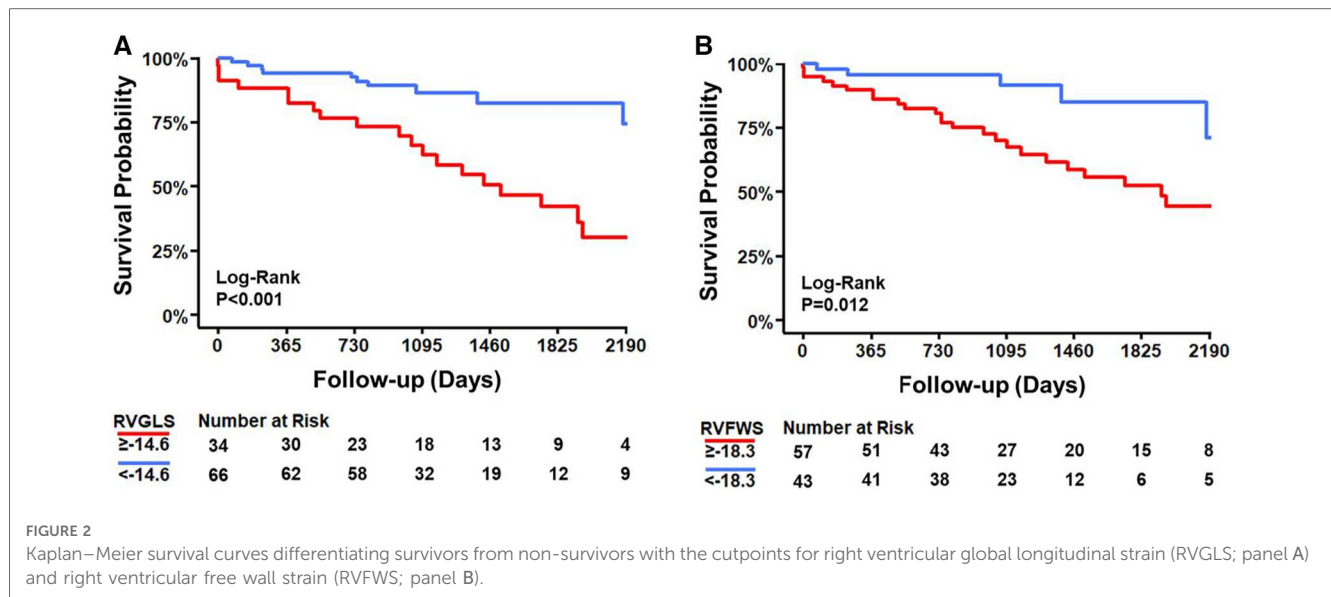 A
Survival Probability
100%
75%
50%
25%
0%
Log-Rank
P<0.001
0 365 730 1095 1460 1825 2190
Follow-up (Days)
RVGLS Number at Risk
≥-14.6 34 30 23 18 13 9 4
<-14.6 66 62 58 32 19 12 9
B
Survival Probability
100%
75%
50%
25%
0%
Log-Rank
P=0.012
0 365 730 1095 1460 1825 2190
Follow-up (Days)
RVFWS Number at Risk
≥-18.3 57 51 43 27 20 15 8
<-18.3 43 41 38 23 12 6 5
FIGURE 2
Kaplan–Meier survival curves differentiating survivors from non-survivors with the cutpoints for right ventricular global longitudinal strain (RVGLS; panel A)
and right ventricular free wall strain (RVFWS; panel B).